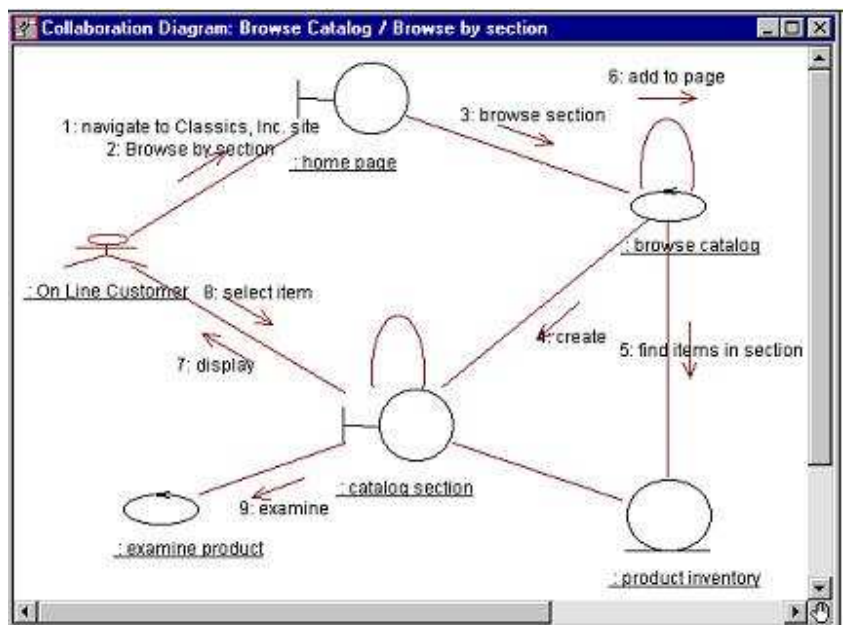 Collaboration Diagram: Browse Catalog / Browse by section
6: add to page
1: navigate to Classics, Inc. site
2: Browse by section
3: browse section
: home page
: browse catalog
: On Line Customer
8: select item
4: create
5: find items in section
7: display
: catalog section
9: examine
: examine product
: product inventory